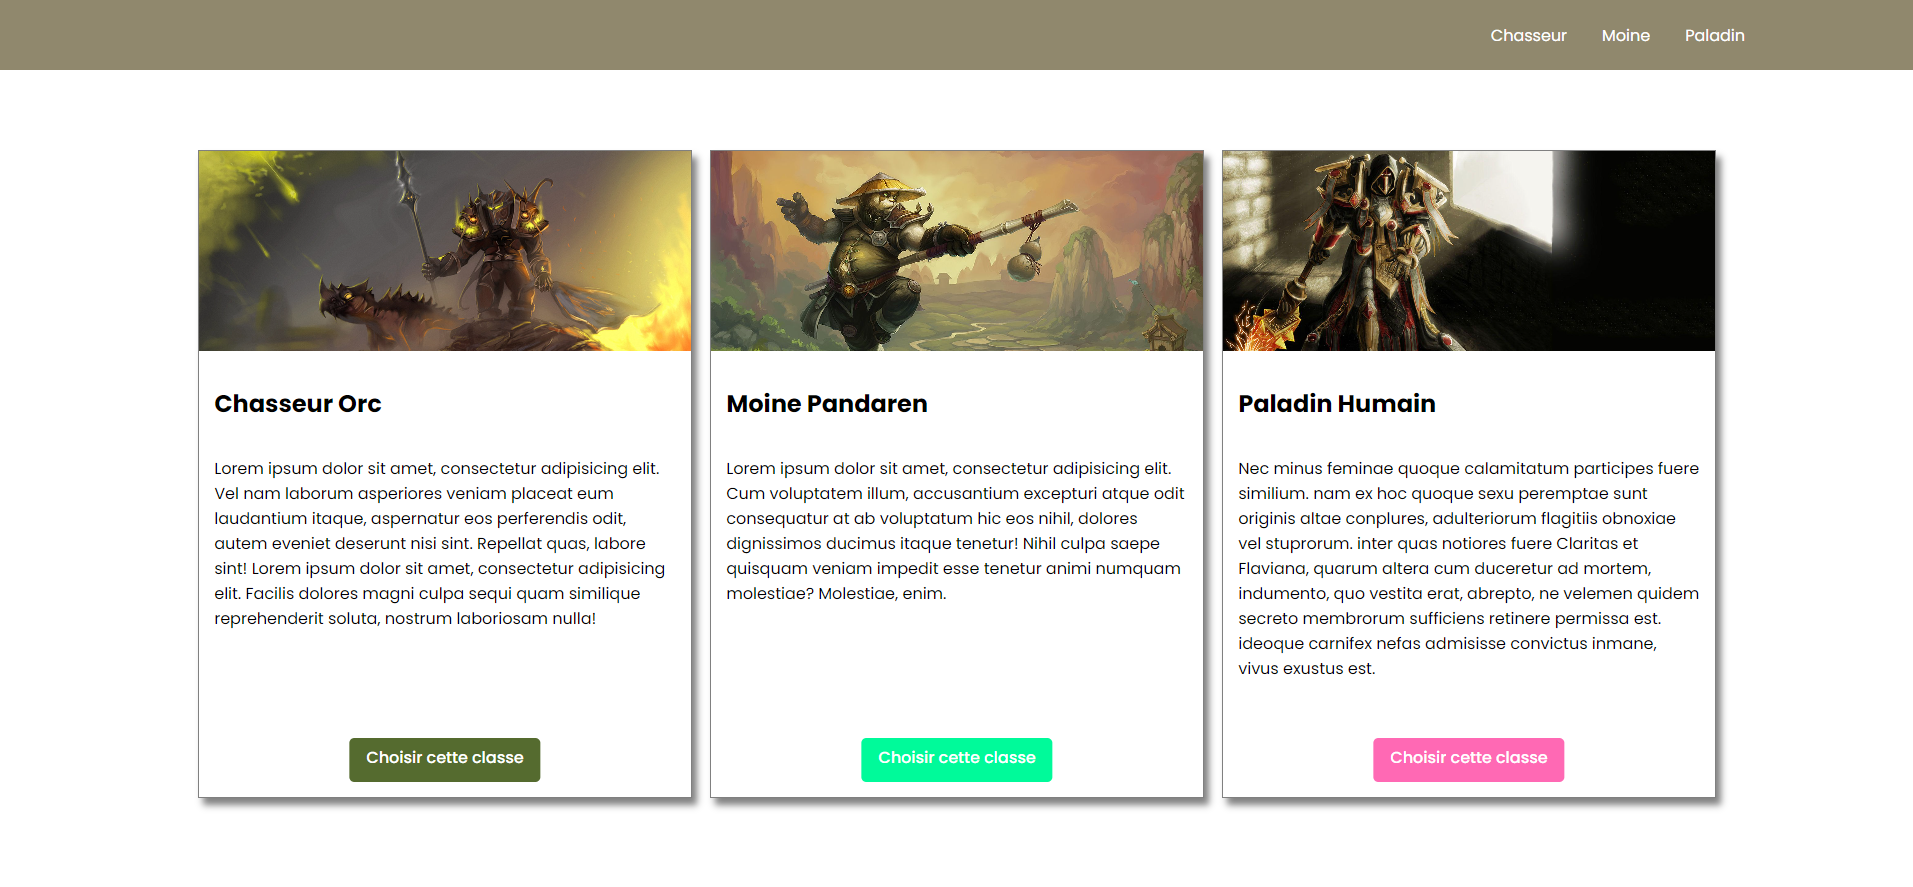 Chasseur Moine Paladin
Chasseur Orc
Lorem ipsum dolor sit amet, consectetur adipisicing elit.
Vel nam laborum asperiores veniam placeat eum
laudantium itaque, aspernatur eos perferendis odit,
autem eveniet deserunt nisi sint. Repellat quas, labore
sint! Lorem ipsum dolor sit amet, consectetur adipisicing
elit. Facilis dolores magni culpa sequi quam similique
reprehenderit soluta, nostrum laboriosam nulla!
Choisir cette classe
Moine Pandaren
Lorem ipsum dolor sit amet, consectetur adipisicing elit.
Cum voluptatem illum, accusantium excepturi atque odit
consequatur at ab voluptatum hic eos nihil, dolores
dignissimos ducimus itaque tenetur! Nihil culpa saepe
quisquam veniam impedit esse tenetur animi numquam
molestiae? Molestiae, enim.
Choisir cette classe
Paladin Humain
Nec minus feminae quoque calamitatum participes fuere
similium. nam ex hoc quoque sexu peremptae sunt
originis altae conplures, adulteriorum flagitiis obnoxiae
vel stuprorum. inter quas notiores fuere Claritas et
Flaviana, quarum altera cum duceretur ad mortem,
indumento, quo vestita erat, abrepto, ne velemen quidem
secreto membrorum sufficiens retinere permissa est.
ideoque carnifex nefas admisisse convictus inmane,
vivus exustus est.
Choisir cette classe